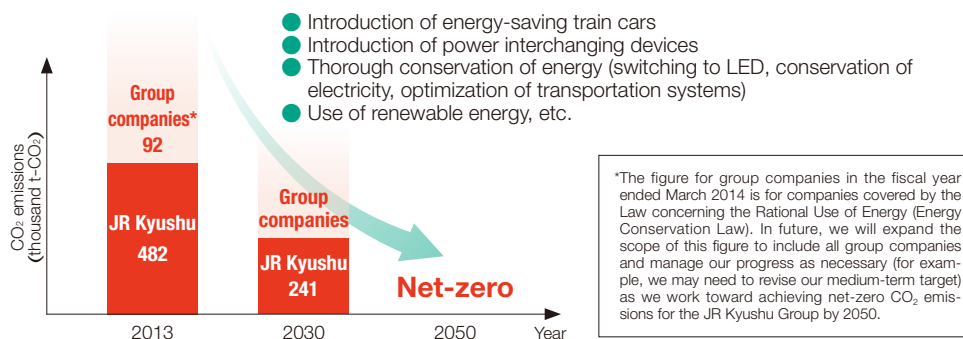 Introduction of energy-saving train cars
Introduction of power interchanging devices
Thorough conservation of energy (switching to LED, conservation of
electricity, optimization of transportation systems)
Use of renewable energy, etc.
CO₂ emissions
(thousand t-CO₂)
Group
companies*
92
JR Kyushu
482
Group
companies
JR Kyushu
241
Net-zero
2013
2030
2050
Year
*The figure for group companies in the fiscal year
ended March 2014 is for companies covered by the
Law concerning the Rational Use of Energy (Energy
Conservation Law). In future, we will expand the
scope of this figure to include all group companies
and manage our progress as necessary (for exam-
ple, we may need to revise our medium-term target)
as we work toward achieving net-zero CO₂ emis-
sions for the JR Kyushu Group by 2050.